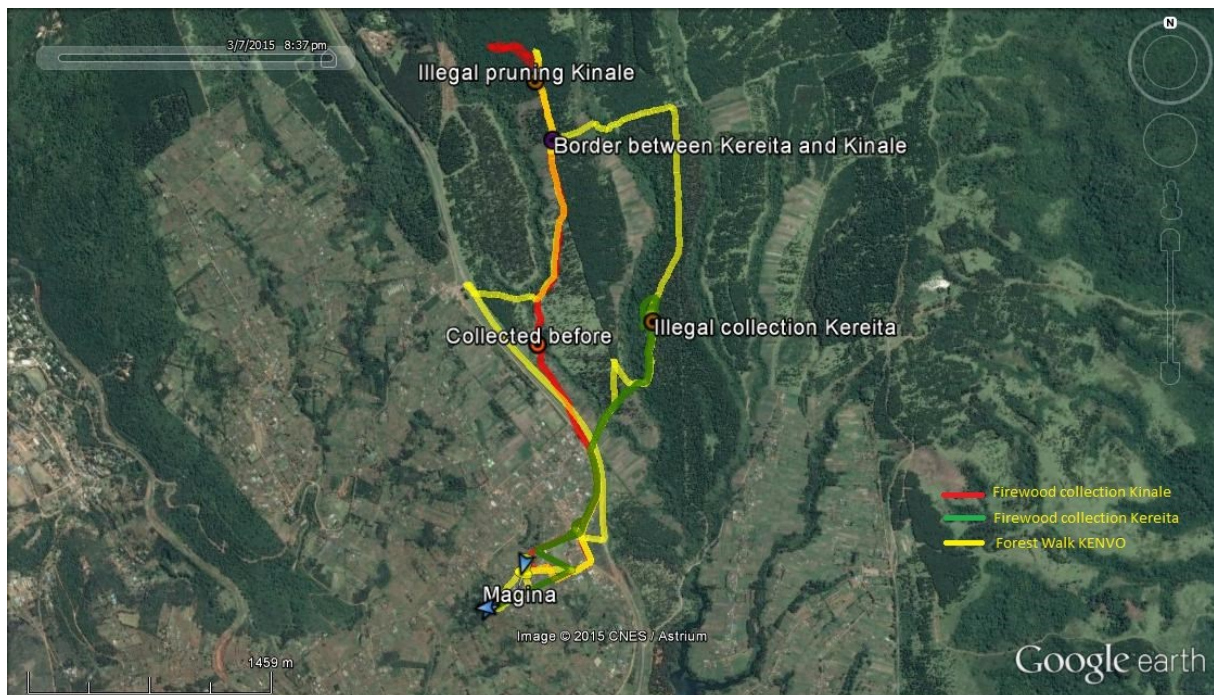 3/7/2015 8:37 pm
N
Illegal pruning Kinale
Border between Kereita and Kinale
Collected before
Illegal collection Kereita
Firewood collection Kinale
Firewood collection Kereita
Forest Walk KENVO
Magina
Image © 2015 CNES / Astrium
1459 m
Google earth